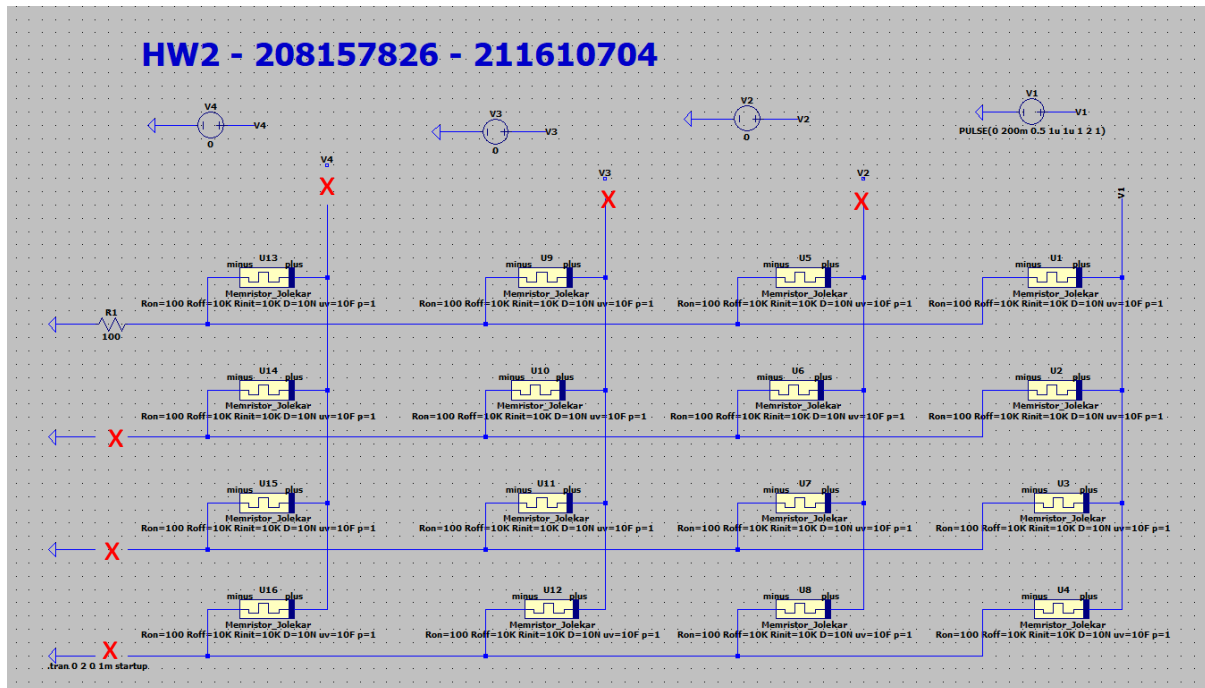 HW2 - 208157826 - 211610704
V4
V4
0
V3
V3
0
V2
V2
0
V1
V1
PULSE(0 200m 0.5 1u 1u 1 2 1)
V4
X
V3
X
V2
X
V1
U13
minus plus
Memristor_Jolekar
Ron=100 Roff=10K Rinit=10K D=10N uv=10F p=1
U9
minus plus
Memristor_Jolekar
Ron=100 Roff=10K Rinit=10K D=10N uv=10F p=1
U5
minus plus
Memristor_Jolekar
Ron=100 Roff=10K Rinit=10K D=10N uv=10F p=1
U1
minus plus
Memristor_Jolekar
Ron=100 Roff=10K Rinit=10K D=10N uv=10F p=1
R1
100
U14
minus plus
Memristor_Jolekar
Ron=100 Roff=10K Rinit=10K D=10N uv=10F p=1
U10
minus plus
Memristor_Jolekar
Ron=100 Roff=10K Rinit=10K D=10N uv=10F p=1
U6
minus plus
Memristor_Jolekar
Ron=100 Roff=10K Rinit=10K D=10N uv=10F p=1
U2
minus plus
Memristor_Jolekar
Ron=100 Roff=10K Rinit=10K D=10N uv=10F p=1
X
U15
minus plus
Memristor_Jolekar
Ron=100 Roff=10K Rinit=10K D=10N uv=10F p=1
U11
minus plus
Memristor_Jolekar
Ron=100 Roff=10K Rinit=10K D=10N uv=10F p=1
U7
minus plus
Memristor_Jolekar
Ron=100 Roff=10K Rinit=10K D=10N uv=10F p=1
U3
minus plus
Memristor_Jolekar
Ron=100 Roff=10K Rinit=10K D=10N uv=10F p=1
X
U16
minus plus
Memristor_Jolekar
Ron=100 Roff=10K Rinit=10K D=10N uv=10F p=1
U12
minus plus
Memristor_Jolekar
Ron=100 Roff=10K Rinit=10K D=10N uv=10F p=1
U8
minus plus
Memristor_Jolekar
Ron=100 Roff=10K Rinit=10K D=10N uv=10F p=1
U4
minus plus
Memristor_Jolekar
Ron=100 Roff=10K Rinit=10K D=10N uv=10F p=1
X
.tran 0 2 0 1m startup